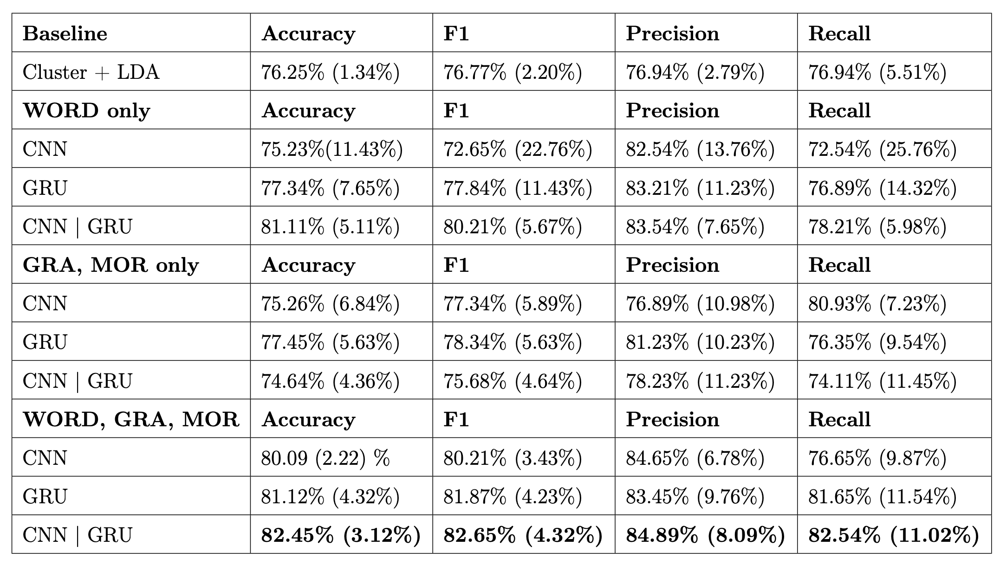 Baseline Accuracy F1 Precision Recall
Cluster + LDA 76.25% (1.34%) 76.77% (2.20%) 76.94% (2.79%) 76.94% (5.51%)
WORD only Accuracy F1 Precision Recall
CNN 75.23%(11.43%) 72.65% (22.76%) 82.54% (13.76%) 72.54% (25.76%)
GRU 77.34% (7.65%) 77.84% (11.43%) 83.21% (11.23%) 76.89% (14.32%)
CNN | GRU 81.11% (5.11%) 80.21% (5.67%) 83.54% (7.65%) 78.21% (5.98%)
GRA, MOR only Accuracy F1 Precision Recall
CNN 75.26% (6.84%) 77.34% (5.89%) 76.89% (10.98%) 80.93% (7.23%)
GRU 77.45% (5.63%) 78.34% (5.63%) 81.23% (10.23%) 76.35% (9.54%)
CNN | GRU 74.64% (4.36%) 75.68% (4.64%) 78.23% (11.23%) 74.11% (11.45%)
WORD, GRA, MOR Accuracy F1 Precision Recall
CNN 80.09 (2.22) % 80.21% (3.43%) 84.65% (6.78%) 76.65% (9.87%)
GRU 81.12% (4.32%) 81.87% (4.23%) 83.45% (9.76%) 81.65% (11.54%)
CNN | GRU 82.45% (3.12%) 82.65% (4.32%) 84.89% (8.09%) 82.54% (11.02%)